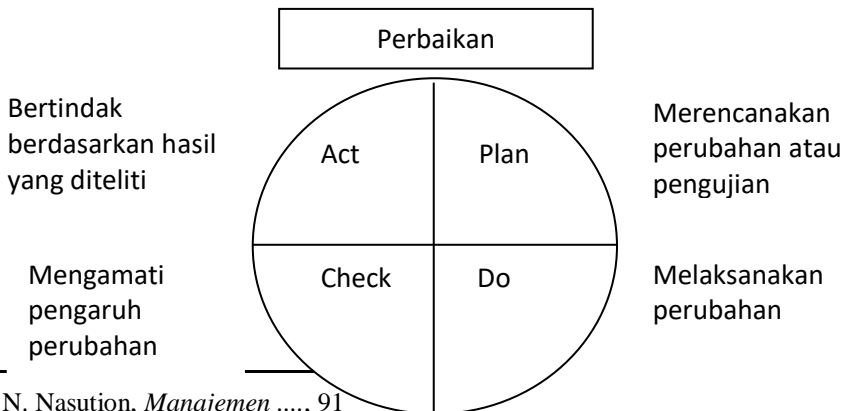 Perbaikan
Bertindak
berdasarkan hasil
yang diteliti
Act
Plan
Merencanakan
perubahan atau
pengujian
Mengamati
pengaruh
perubahan
Check
Do
Melaksanakan
perubahan
N. Nasution, Manajemen ...., 91